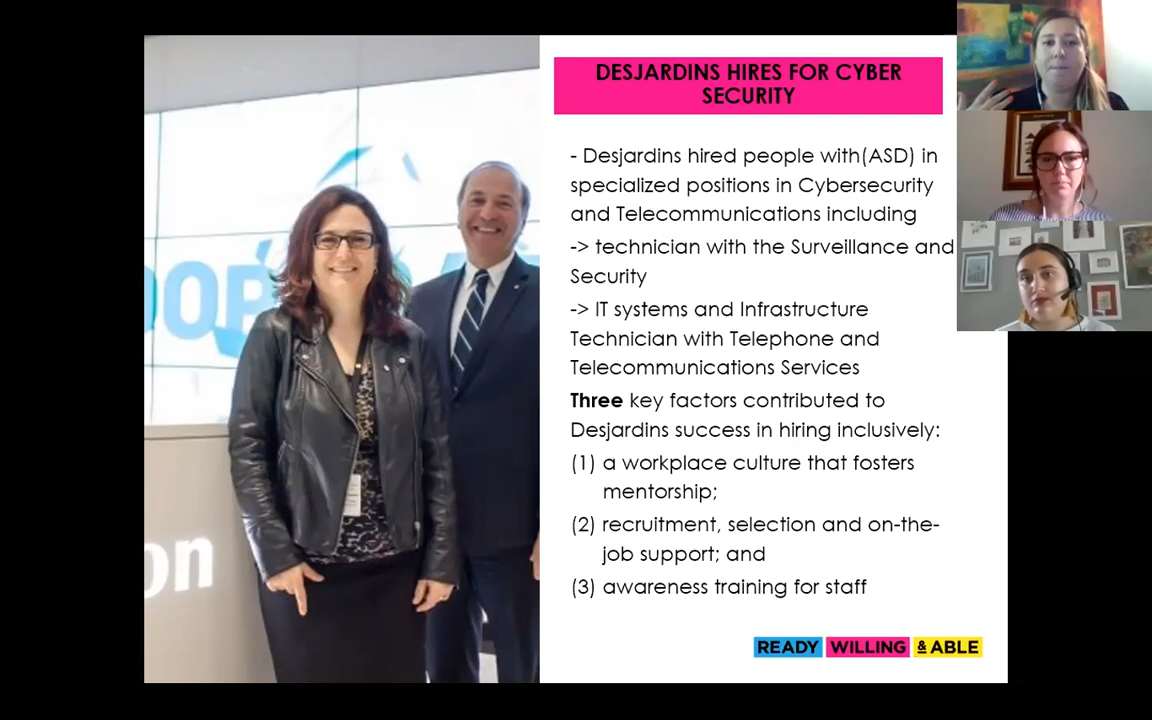 DESJARDINS HIRES FOR CYBER
SECURITY
- Desjardins hired people with(ASD) in
specialized positions in Cybersecurity
and Telecommunications including
-> technician with the Surveillance and
Security
-> IT systems and Infrastructure
Technician with Telephone and
Telecommunications Services
Three key factors contributed to
Desjardins success in hiring inclusively:
(1) a workplace culture that fosters
mentorship;
(2) recruitment, selection and on-the-
job support; and
(3) awareness training for staff
READY WILLING & ABLE
OOP
on